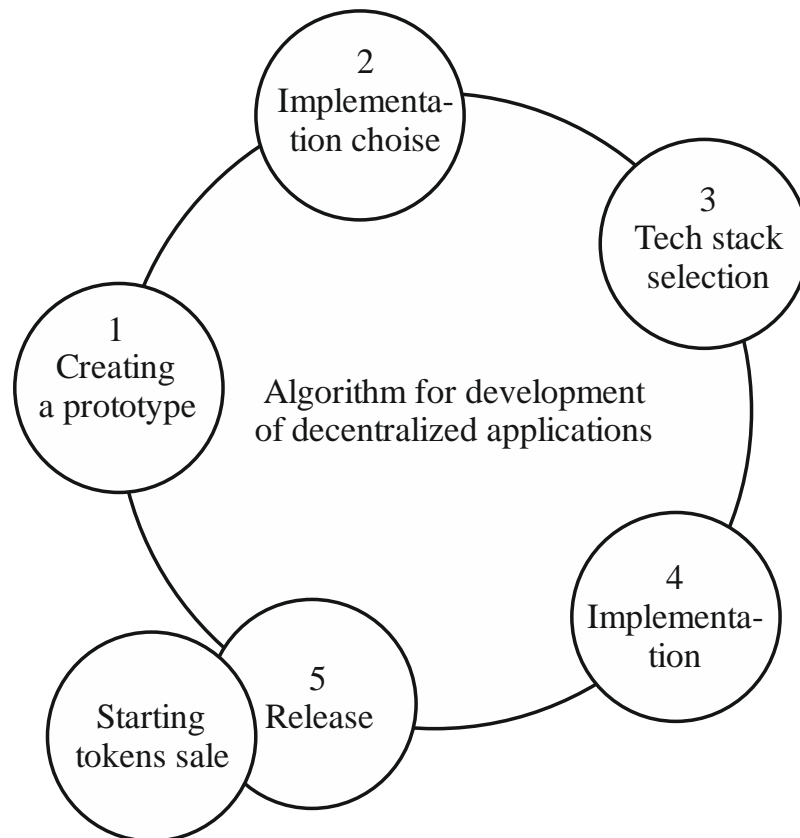 2
Implementa-
tion choise
3
Tech stack
selection
1
Creating
a prototype
Algorithm for development
of decentralized applications
4
Implementa-
tion
5
Release
Starting
tokens sale